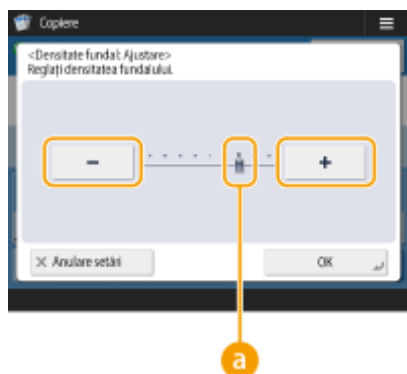 Copiere
<Densitate fundal: Ajustare>
Reglați densitatea fundalului.
- +
× Anulare setări OK
a